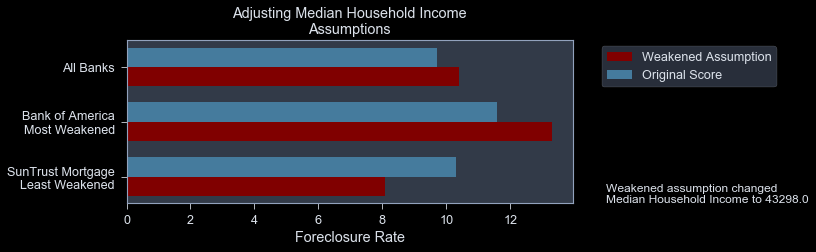 Adjusting Median Household Income
Assumptions
All Banks
Bank of America
Most Weakened
SunTrust Mortgage
Least Weakened
0 2 4 6 8 10 12
Foreclosure Rate
Weakened Assumption
Original Score
Weakened assumption changed
Median Household Income to 43298.0